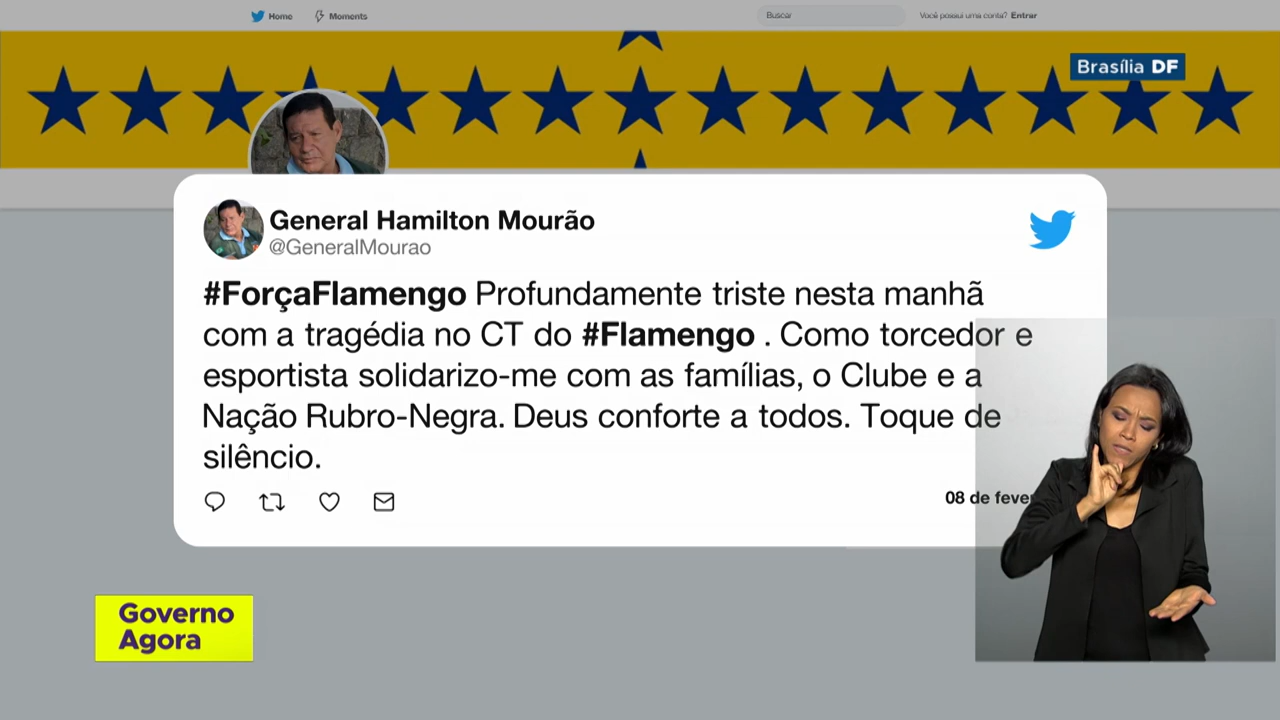 Home
Moments
Buscar
Você possui uma conta? Entrar
Brasília DF
General Hamilton Mourão
@GeneralMourao
#ForçaFlamengo Profundamente triste nesta manhã
com a tragédia no CT do #Flamengo . Como torcedor e
esportista solidarizo-me com as famílias, o Clube e a
Nação Rubro-Negra. Deus conforte a todos. Toque de
silêncio.
08 de fever
Governo
Agora